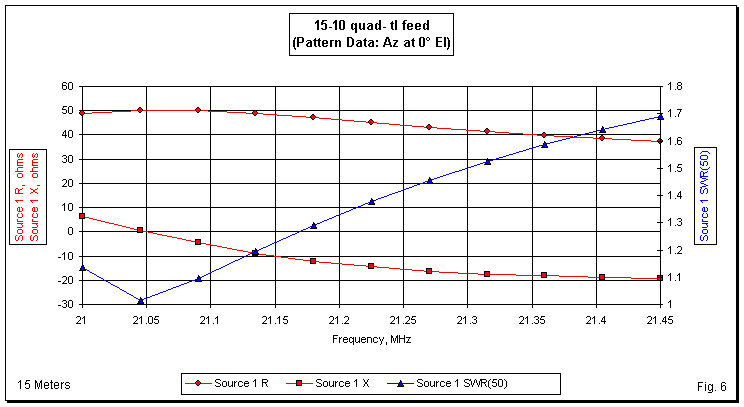 15-10 quad- tl feed
(Pattern Data: Az at 0° El)
Source 1 R, ohms
Source 1 X, ohms
60
50
40
30
20
10
0
-10
-20
-30
1.8
1.7
1.6
1.5
1.4
1.3
1.2
1.1
1
Source 1 SWR(50)
21 21.05 21.1 21.15 21.2 21.25 21.3 21.35 21.4 21.45
Frequency, MHz
15 Meters
Source 1 R Source 1 X Source 1 SWR(50)
Fig. 6